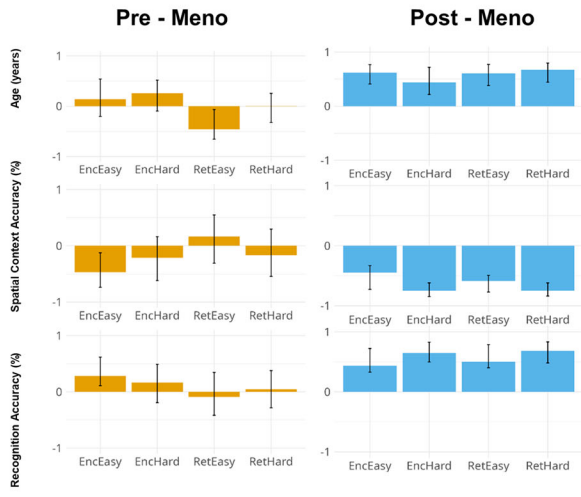 Pre - Meno
Post - Meno
Age (years)
1
0
-1
EncEasy EncHard RetEasy RetHard
1
0
-1
EncEasy EncHard RetEasy RetHard
Spatial Context Accuracy (%)
1
0
-1
EncEasy EncHard RetEasy RetHard
1
0
-1
EncEasy EncHard RetEasy RetHard
Recognition Accuracy (%)
1
0
-1
EncEasy EncHard RetEasy RetHard
1
0
-1
EncEasy EncHard RetEasy RetHard